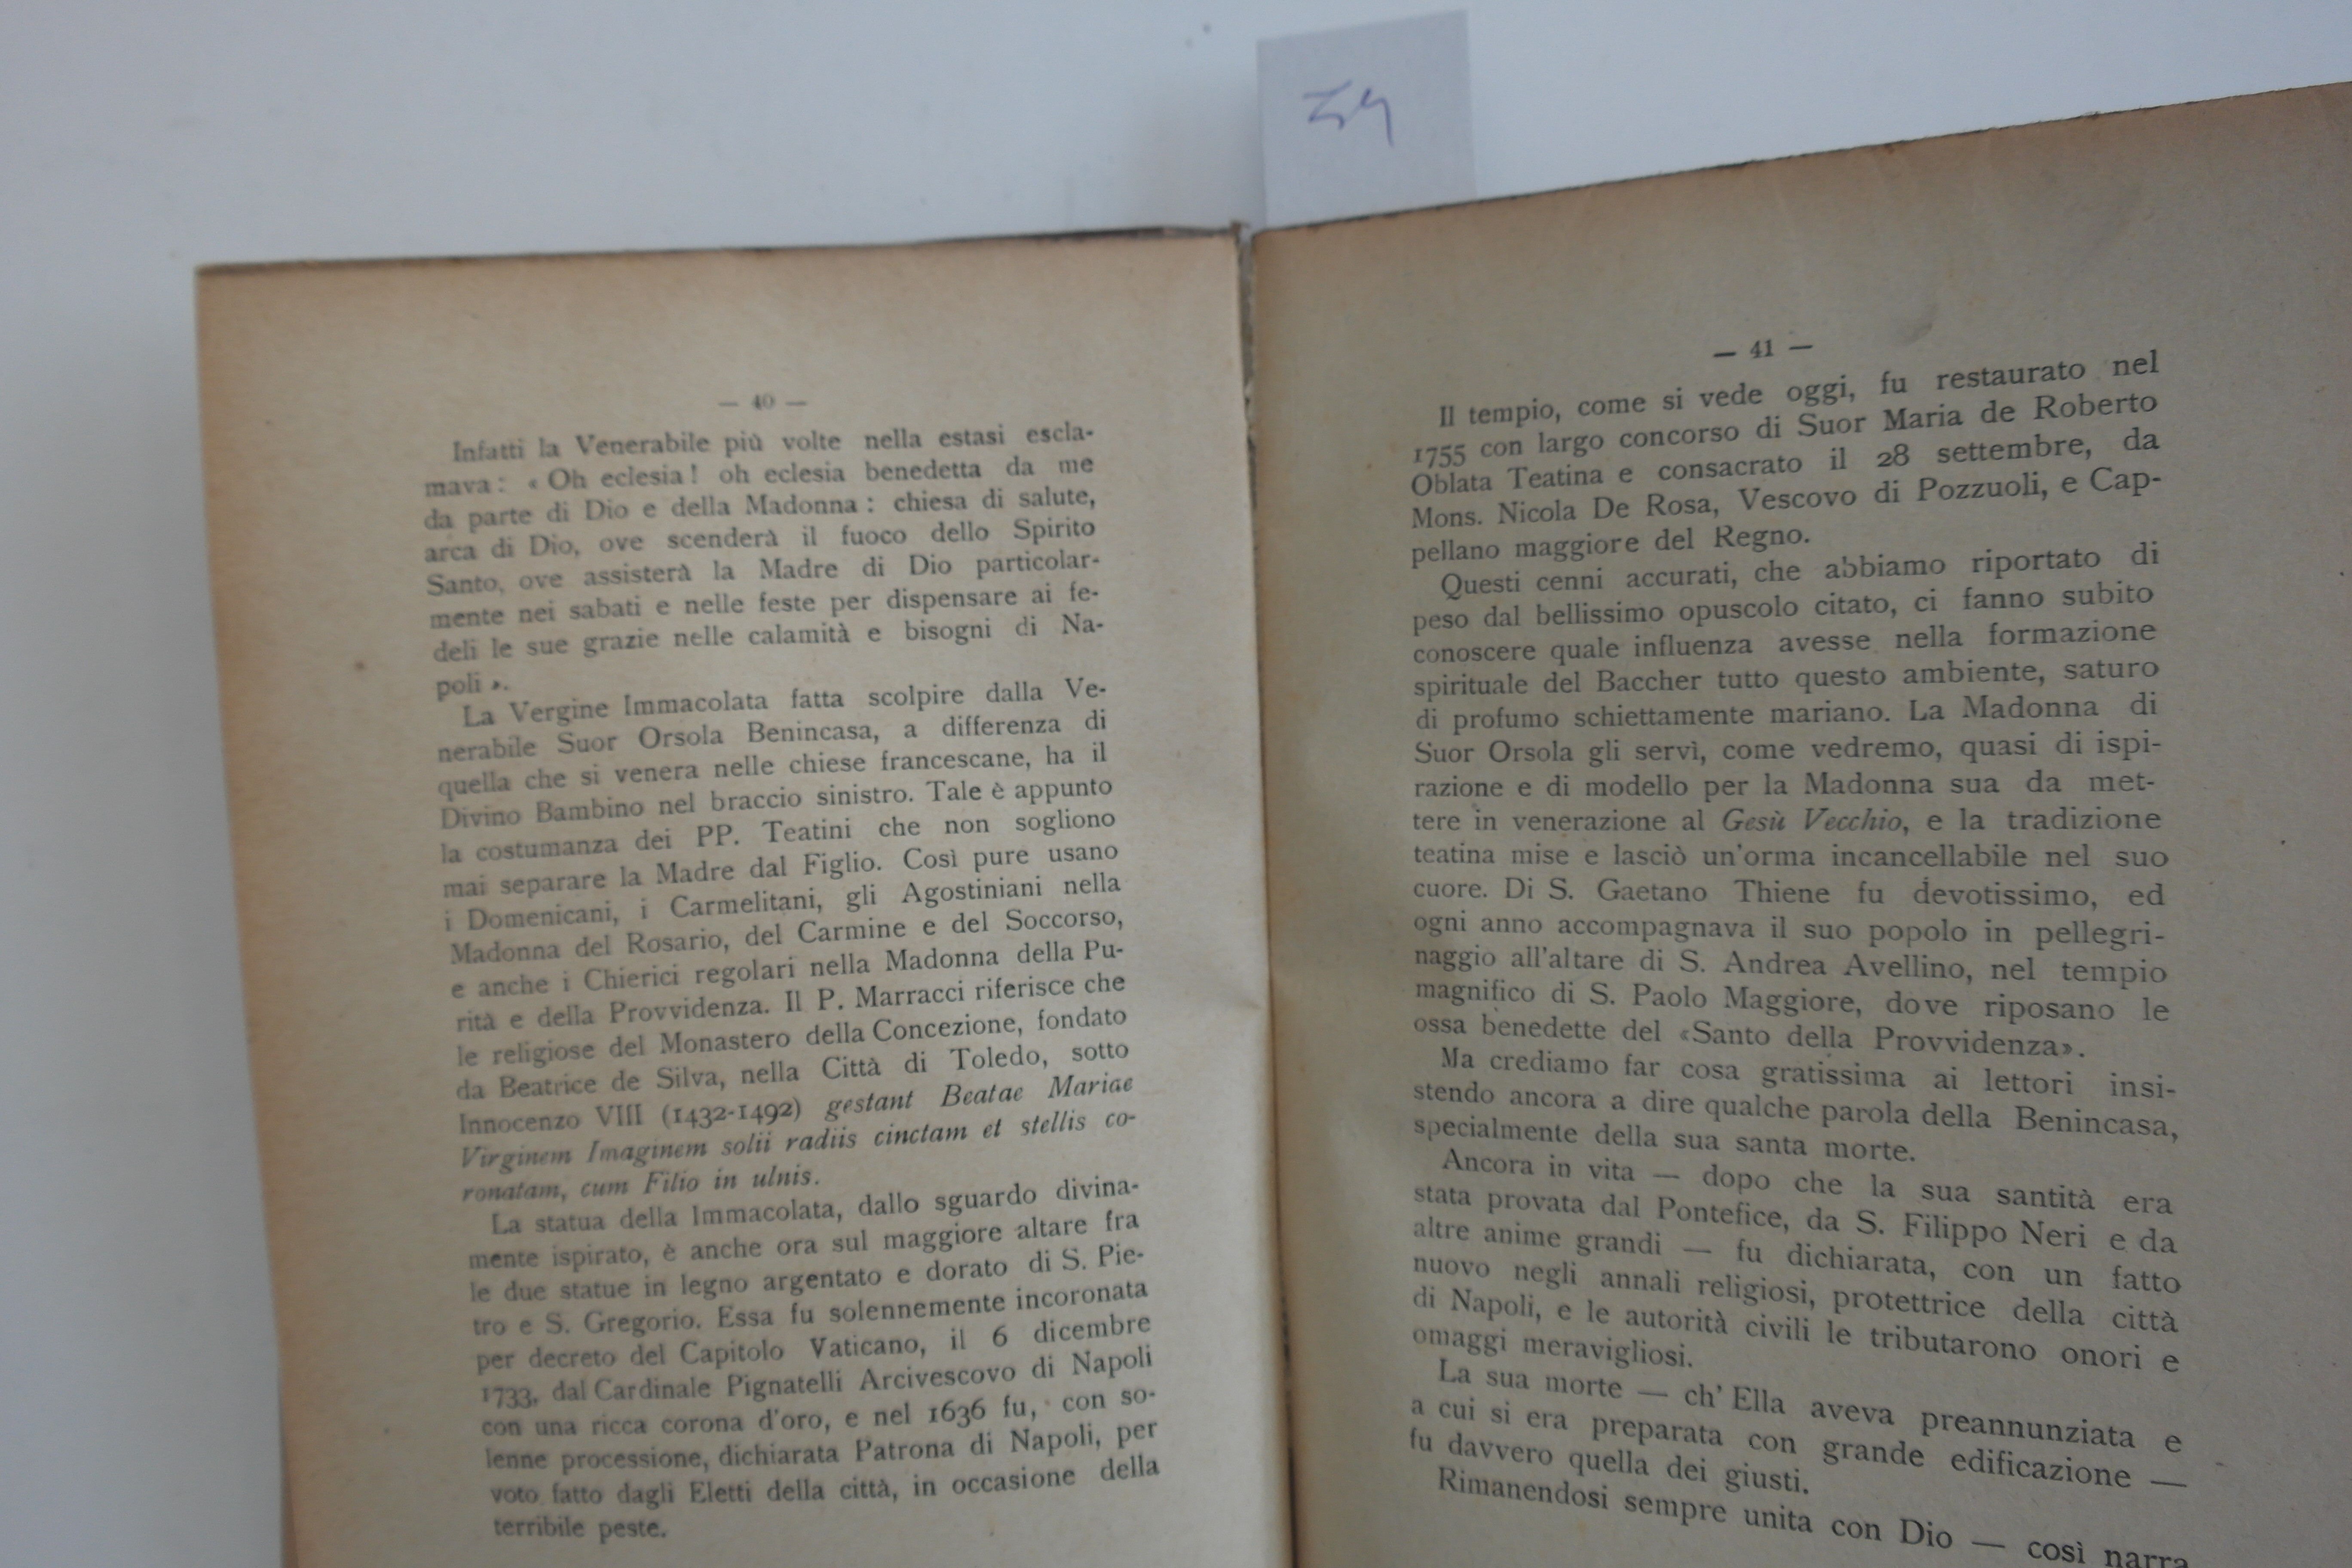 — 40 —
Infatti la Venerabile più volte nella estasi escla-
mava: « Oh eclesia! oh eclesia benedetta da me
da parte di Dio e della Madonna: chiesa di salute,
arca di Dio, ove scenderà il fuoco dello Spirito
Santo, ove assisterà la Madre di Dio particolar-
mente nei sabati e nelle feste per dispensare ai fe-
deli le sue grazie nelle calamità e bisogni di Na-
poli ».
La Vergine Immacolata fatta scolpire dalla Ve-
nerabile Suor Orsola Benincasa, a differenza di
quella che si venera nelle chiese francescane, ha il
Divino Bambino nel braccio sinistro. Tale è appunto
la costumanza dei PP. Teatini che non sogliono
mai separare la Madre dal Figlio. Così pure usano
i Domenicani, i Carmelitani, gli Agostiniani nella
Madonna del Rosario, del Carmine e del Soccorso,
e anche i Chierici regolari nella Madonna della Pu-
rità e della Provvidenza. Il P. Marracci riferisce che
le religiose del Monastero della Concezione, fondato
da Beatrice de Silva, nella Città di Toledo, sotto
Innocenzo VIII (1432-1492) gestant Beatae Mariae
Virginem Imaginem solii radiis cinctam et stellis co-
ronatam, cum Filio in ulnis.
La statua della Immacolata, dallo sguardo divina-
mente ispirato, è anche ora sul maggiore altare fra
le due statue in legno argentato e dorato di S. Pie-
tro e S. Gregorio. Essa fu solennemente incoronata
per decreto del Capitolo Vaticano, il 6 dicembre
1733, dal Cardinale Pignatelli Arcivescovo di Napoli
con una ricca corona d'oro, e nel 1636 fu, con so-
lenne processione, dichiarata Patrona di Napoli, per
voto fatto dagli Eletti della città, in occasione della
terribile peste.
— 41 —
Il tempio, come si vede oggi, fu restaurato nel
1755 con largo concorso di Suor Maria de Roberto
Oblata Teatina e consacrato il 28 settembre, da
Mons. Nicola De Rosa, Vescovo di Pozzuoli, e Cap-
pellano maggiore del Regno.
Questi cenni accurati, che abbiamo riportato di
peso dal bellissimo opuscolo citato, ci fanno subito
conoscere quale influenza avesse nella formazione
spirituale del Baccher tutto questo ambiente, saturo
di profumo schiettamente mariano. La Madonna di
Suor Orsola gli servì, come vedremo, quasi di ispi-
razione e di modello per la Madonna sua da met-
tere in venerazione al Gesù Vecchio, e la tradizione
teatina mise e lasciò un'orma incancellabile nel suo
cuore. Di S. Gaetano Thiene fu devotissimo, ed
ogni anno accompagnava il suo popolo in pellegri-
naggio all'altare di S. Andrea Avellino, nel tempio
magnifico di S. Paolo Maggiore, dove riposano le
ossa benedette del «Santo della Provvidenza».
Ma crediamo far cosa gratissima ai lettori insi-
stendo ancora a dire qualche parola della Benincasa,
specialmente della sua santa morte.
Ancora in vita — dopo che la sua santità era
stata provata dal Pontefice, da S. Filippo Neri e da
altre anime grandi — fu dichiarata, con un fatto
nuovo negli annali religiosi, protettrice della città
di Napoli, e le autorità civili le tributarono onori e
omaggi meravigliosi.
La sua morte — ch' Ella aveva preannunziata e
a cui si era preparata con grande edificazione —
fu davvero quella dei giusti.
Rimanendosi sempre unita con Dio — così narra